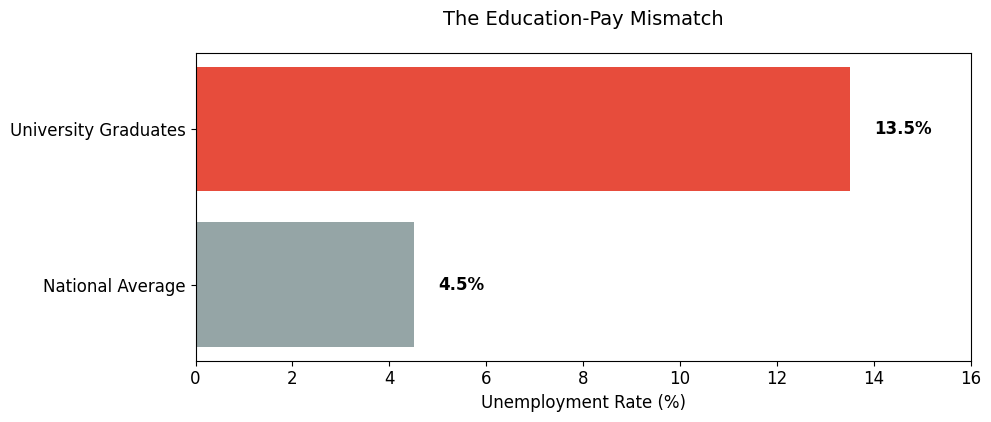 The Education-Pay Mismatch
University Graduates
13.5%
National Average
4.5%
0 2 4 6 8 10 12 14 16
Unemployment Rate (%)